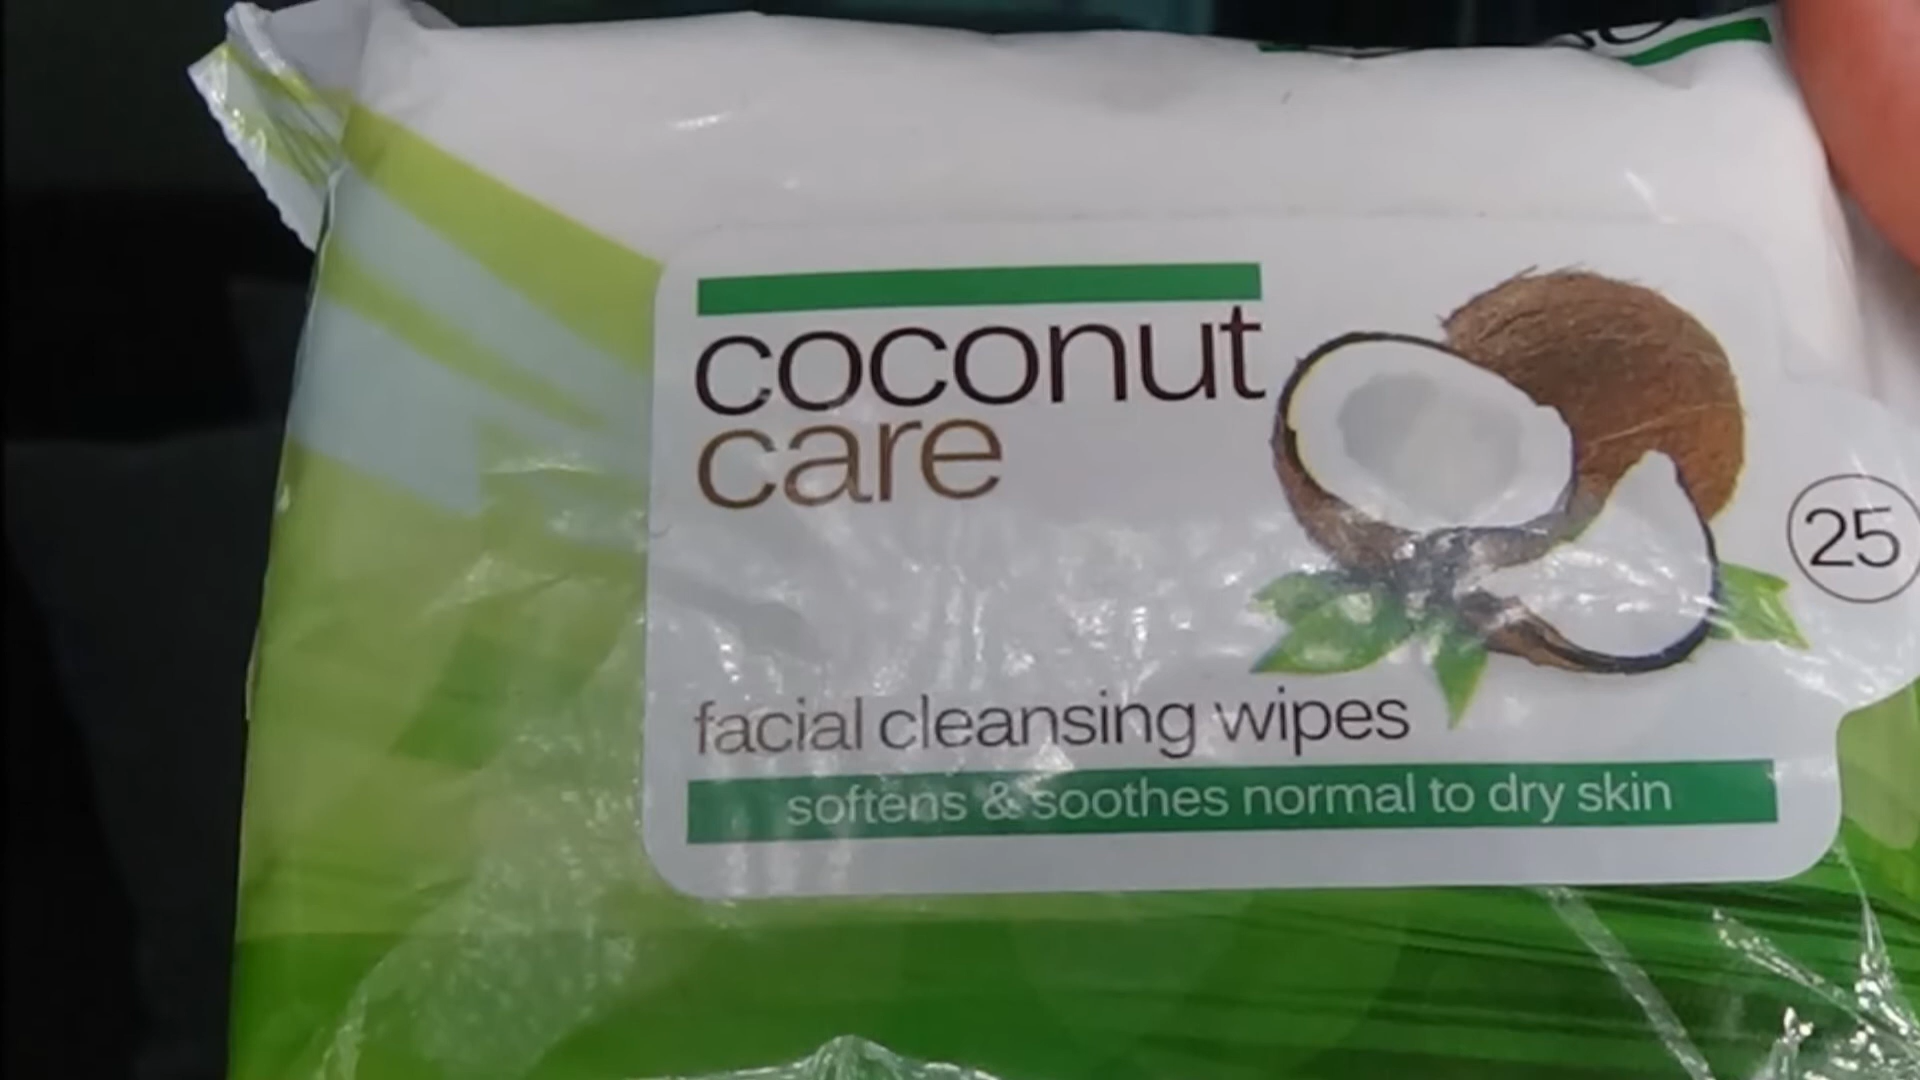 coconut
care
25
facial cleansing wipes
softens & soothes normal to dry skin